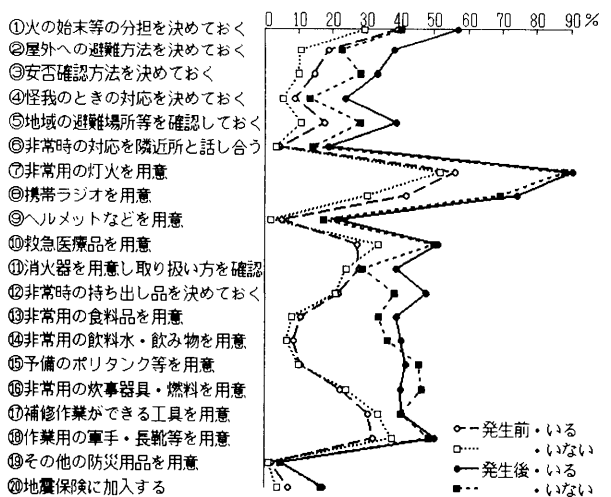 0 10 20 30 40 50 60 70 80 90 %
①火の始末等の分担を決めておく
②屋外への避難方法を決めておく
③安否確認方法を決めておく
④怪我のときの対応を決めておく
⑤地域の避難場所等を確認しておく
⑥非常時の対応を隣近所と話し合う
⑦非常用の灯火を用意
⑧携帯ラジオを用意
⑨ヘルメットなどを用意
⑩救急医療品を用意
⑪消火器を用意し取り扱い方を確認
⑫非常時の持ち出し品を決めておく
⑬非常用の食料品を用意
⑭非常用の飲料水・飲み物を用意
⑮予備のポリタンク等を用意
⑯非常用の炊事器具・燃料を用意
⑰補修作業ができる工具を用意
⑱作業用の軍手・長靴等を用意
⑲その他の防災用品を用意
⑳地震保険に加入する
発生前・いる
・いない
発生後・いる
・いない